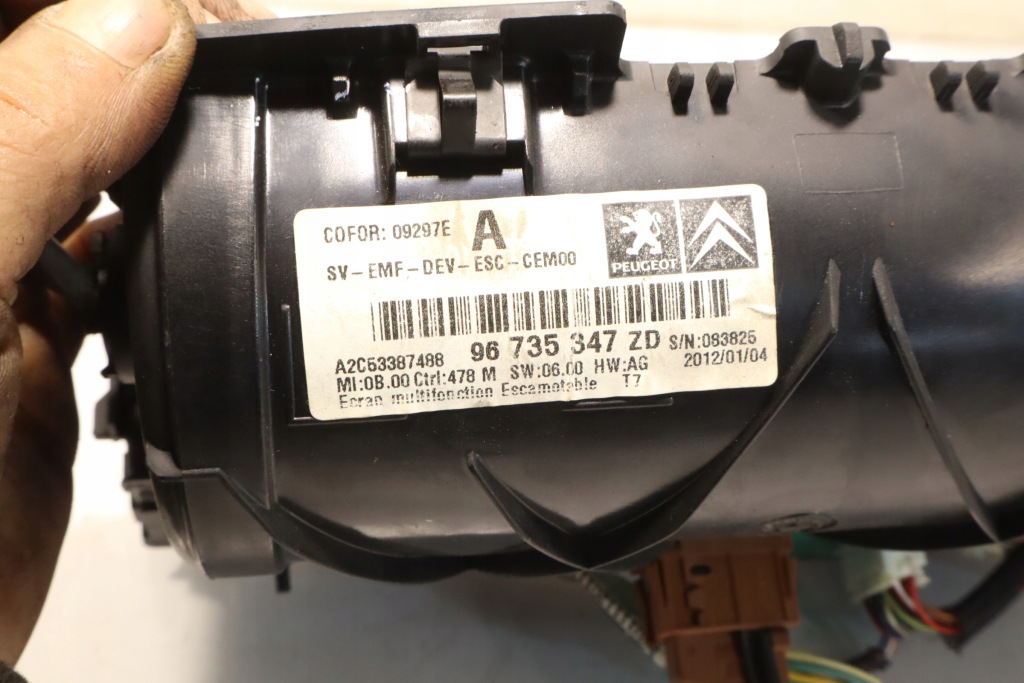 COFOR: 09297E A
PEUGEOT
SV-EMF-DEV-ESC-CEM00
A2C53387488 96 735 347 ZD S/N:083825
MI:0B.00 Ctrl:478 M SW:06.00 HW:AG 2012/01/04
Ecran multifonction Escamotable T7